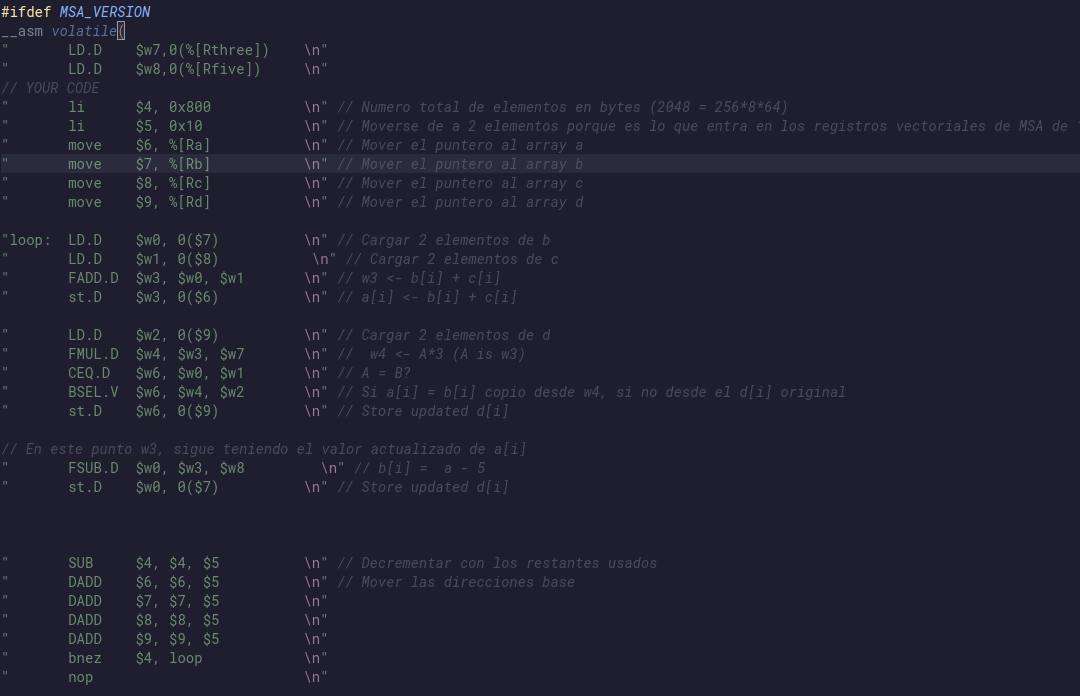 #ifdef MSA_VERSION
__asm volatile(
"       LD.D    $w7,0(%[Rthree])    \n"
"       LD.D    $w8,0(%[Rfive])     \n"
// YOUR CODE
"       li      $4, 0x800           \n" // Numero total de elementos en bytes (2048 = 256*8*64)
"       li      $5, 0x10            \n" // Moverse de a 2 elementos porque es lo que entra en los registros vectoriales de MSA de
"       move    $6, %[Ra]           \n" // Mover el puntero al array a
"       move    $7, %[Rb]           \n" // Mover el puntero al array b
"       move    $8, %[Rc]           \n" // Mover el puntero al array c
"       move    $9, %[Rd]           \n" // Mover el puntero al array d
"loop:  LD.D    $w0, 0($7)          \n" // Cargar 2 elementos de b
"       LD.D    $w1, 0($8)           \n" // Cargar 2 elementos de c
"       FADD.D  $w3, $w0, $w1       \n" // w3 <- b[i] + c[i]
"       st.D    $w3, 0($6)          \n" // a[i] <- b[i] + c[i]
"       LD.D    $w2, 0($9)          \n" // Cargar 2 elementos de d
"       FMUL.D  $w4, $w3, $w7       \n" //  w4 <- A*3 (A is w3)
"       CEQ.D   $w6, $w0, $w1       \n" // A = B?
"       BSEL.V  $w6, $w4, $w2       \n" // Si a[i] = b[i] copio desde w4, si no desde el d[i] original
"       st.D    $w6, 0($9)          \n" // Store updated d[i]
// En este punto w3, sigue teniendo el valor actualizado de a[i]
"       FSUB.D  $w0, $w3, $w8         \n" // b[i] =  a - 5
"       st.D    $w0, 0($7)          \n" // Store updated d[i]
"       SUB     $4, $4, $5          \n" // Decrementar con los restantes usados
"       DADD    $6, $6, $5          \n" // Mover las direcciones base
"       DADD    $7, $7, $5          \n"
"       DADD    $8, $8, $5          \n"
"       DADD    $9, $9, $5          \n"
"       bnez    $4, loop            \n"
"       nop                         \n"